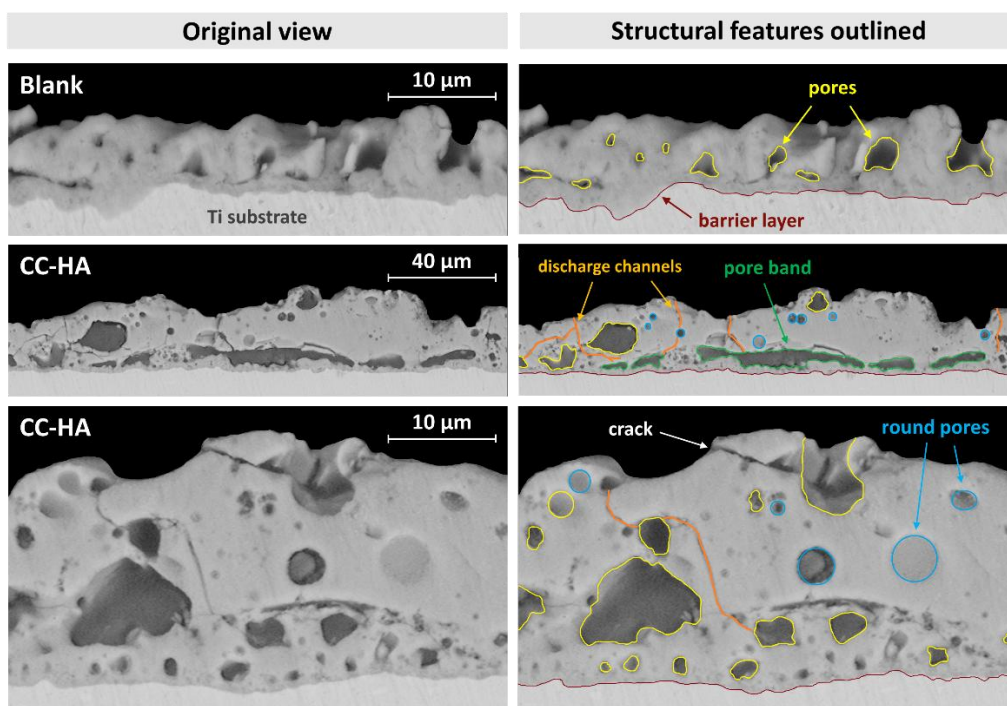 Original view
Structural features outlined
Blank
10 µm
pores
Ti substrate
barrier layer
CC-HA
40 µm
discharge channels
pore band
CC-HA
10 µm
crack
round pores